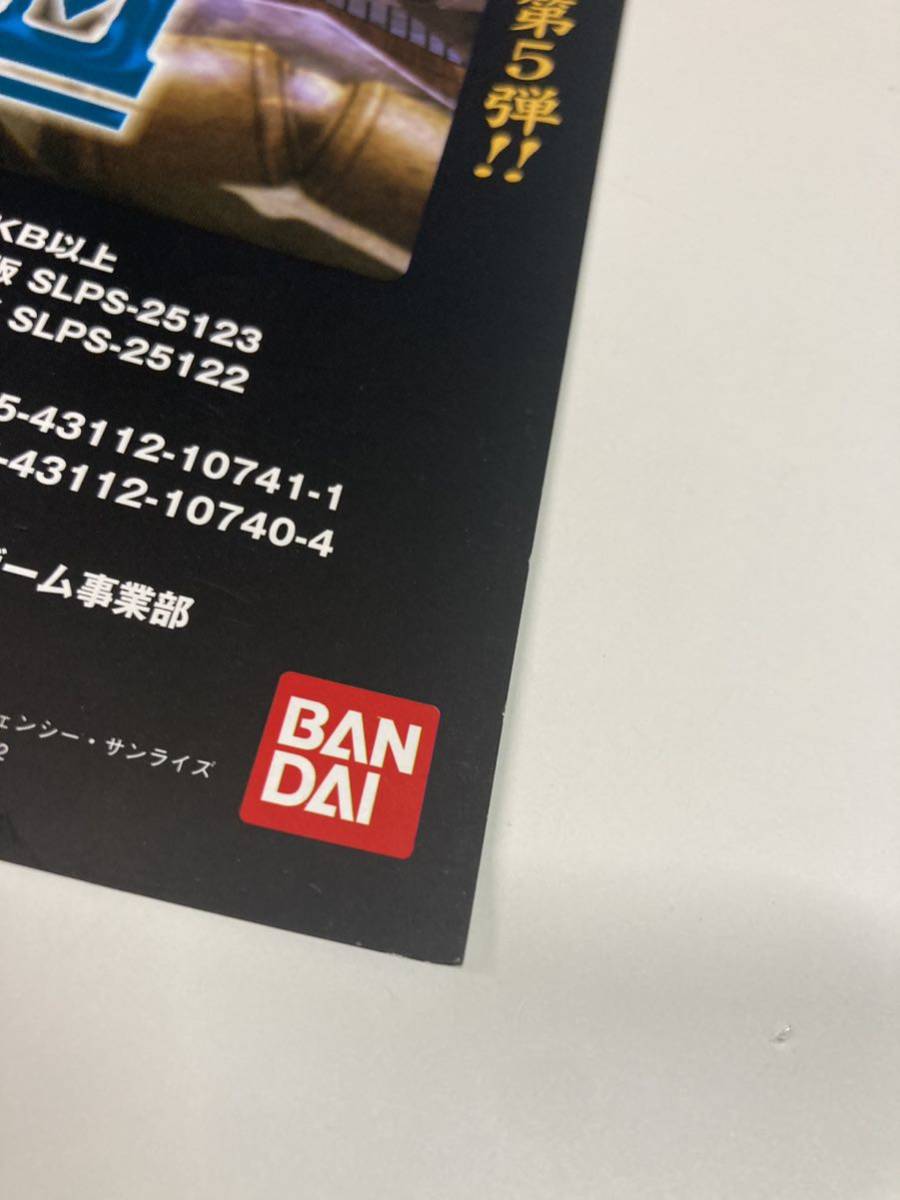 第5弾!!
KB以上
版 SLPS-25123
SLPS-25122
5-43112-10741-1
-43112-10740-4
ゲーム事業部
ェンシー・サンライズ
2
BAN
DAI